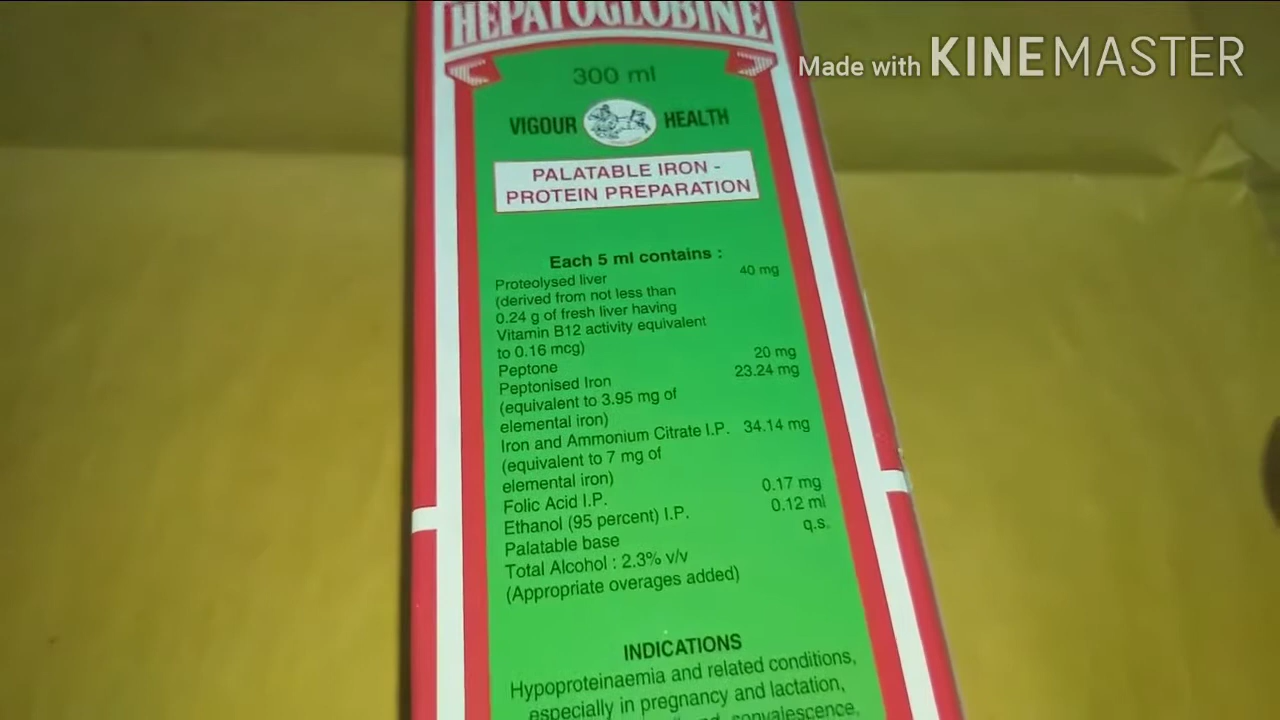 HEPATOGLOBINE
Made with KINEMASTER
300 ml
VIGOUR HEALTH
PALATABLE IRON -
PROTEIN PREPARATION
Each 5 ml contains :
Proteolysed liver 40 mg
(derived from not less than
0.24 g of fresh liver having
Vitamin B12 activity equivalent
to 0.16 mcg)
Peptone 20 mg
Peptonised Iron 23.24 mg
(equivalent to 3.95 mg of
elemental iron)
Iron and Ammonium Citrate I.P. 34.14 mg
(equivalent to 7 mg of
elemental iron)
Folic Acid I.P. 0.17 mg
Ethanol (95 percent) I.P. 0.12 ml
Palatable base q.s.
Total Alcohol : 2.3% v/v
(Appropriate overages added)
INDICATIONS
Hypoproteinaemia and related conditions,
especially in pregnancy and lactation,
convalescence,